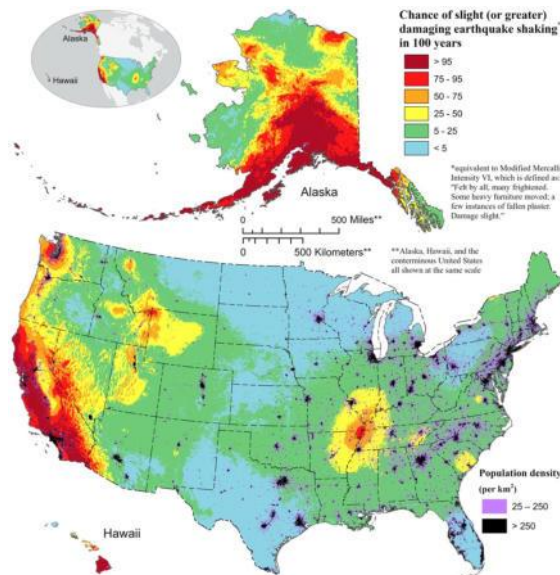 Alaska
Hawaii
Chance of slight (or greater)
damaging earthquake shaking*
in 100 years
> 95
75 - 95
50 - 75
25 - 50
5 - 25
< 5
*equivalent to Modified Mercalli
Intensity VI, which is defined as:
"Felt by all, many frightened.
Some heavy furniture moved; a
few instances of fallen plaster.
Damage slight."
Alaska
0 500 Miles**
0 500 Kilometers**
**Alaska, Hawaii, and the
conterminous United States
all shown at the same scale
Hawaii
Population density
(per km²)
25 – 250
> 250